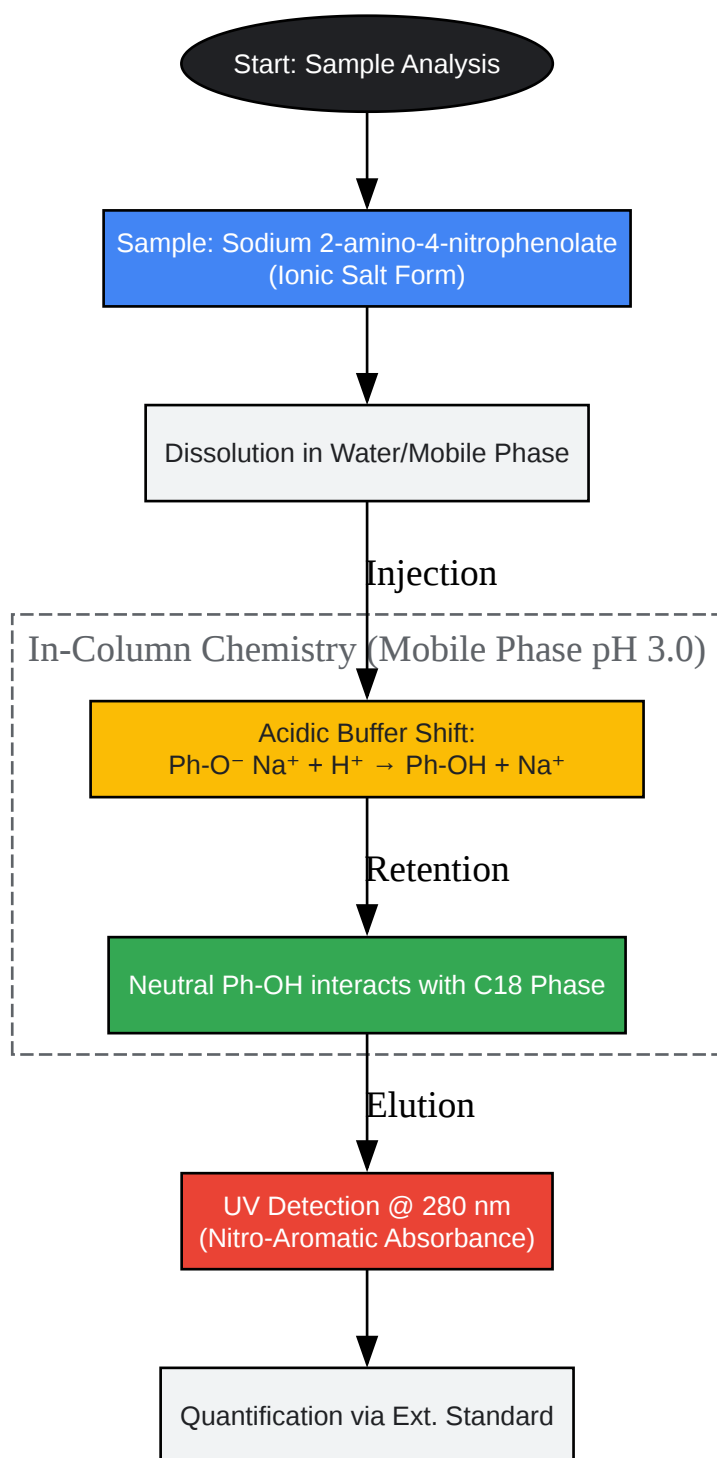 Start: Sample Analysis
Sample: Sodium 2-amino-4-nitrophenolate
(Ionic Salt Form)
Dissolution in Water/Mobile Phase
Injection
In-Column Chemistry (Mobile Phase pH 3.0)
Acidic Buffer Shift:
Ph-O⁻ Na⁺ + H⁺ → Ph-OH + Na⁺
Retention
Neutral Ph-OH interacts with C18 Phase
Elution
UV Detection @ 280 nm
(Nitro-Aromatic Absorbance)
Quantification via Ext. Standard